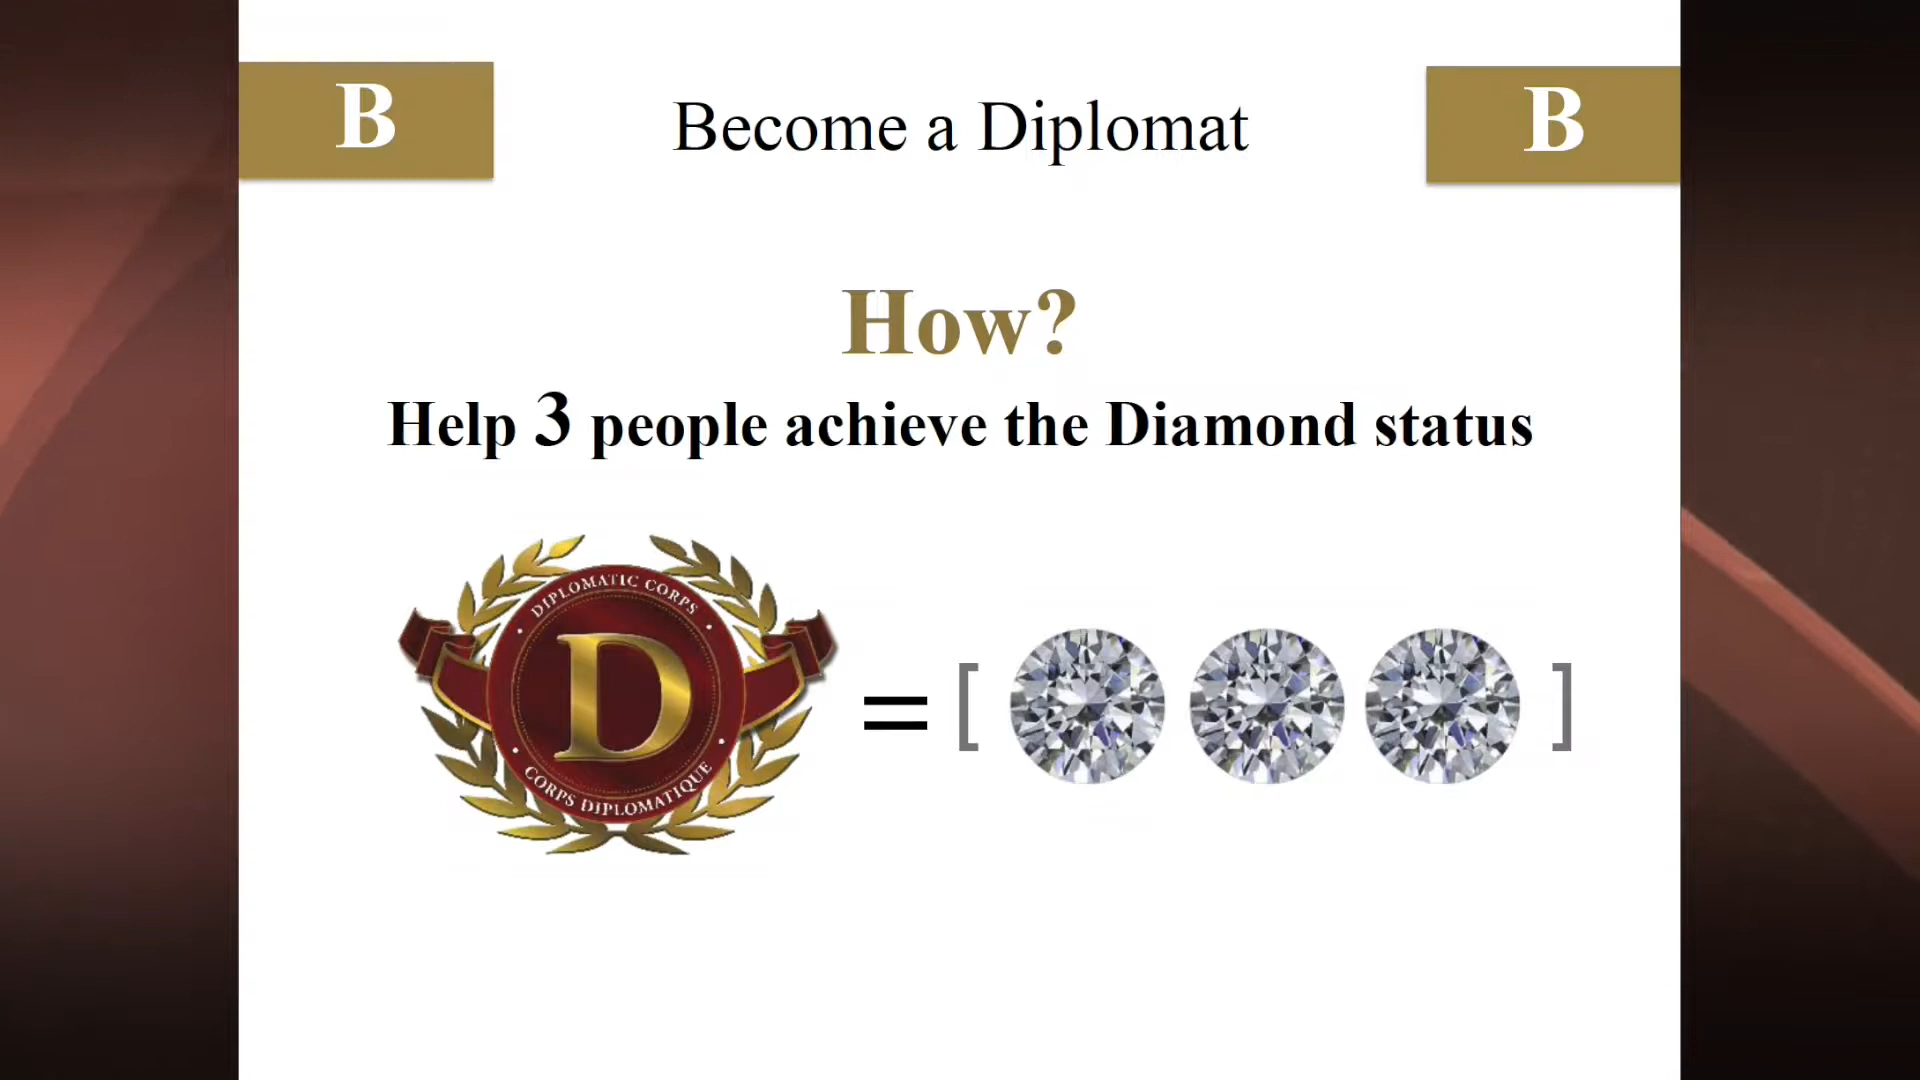 B
Become a Diplomat
B
How?
Help 3 people achieve the Diamond status
DIPLOMATIC CORPS
D
CORPS DIPLOMATIQUE
= [ ]